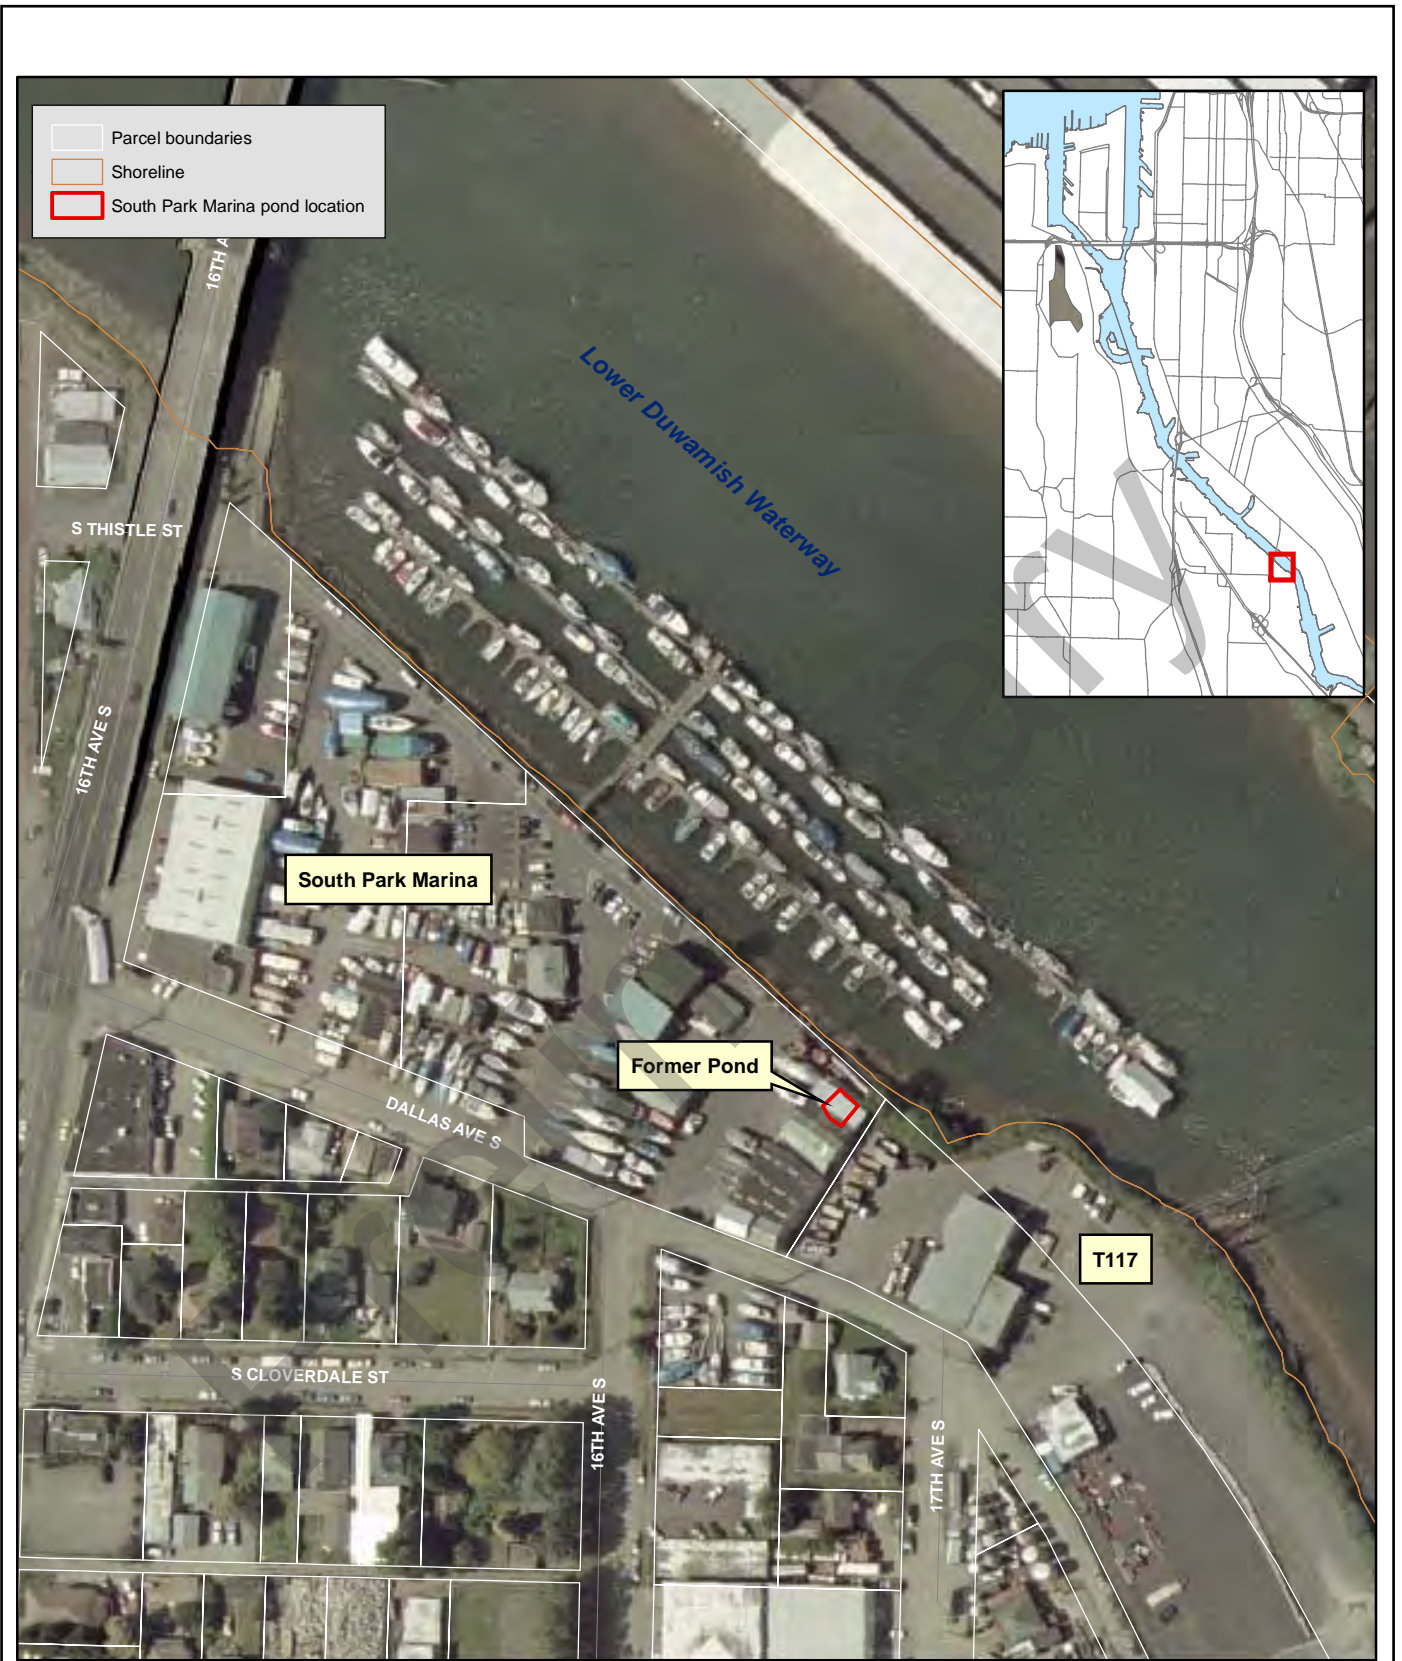 Parcel boundaries
Shoreline
South Park Marina pond location
16TH A
Lower Duwamish Waterway
S THISTLE ST
16TH AVE S
South Park Marina
Former Pond
DALLAS AVE S
T117
S CLOVERDALE ST
16TH AVE S
17TH AVE S